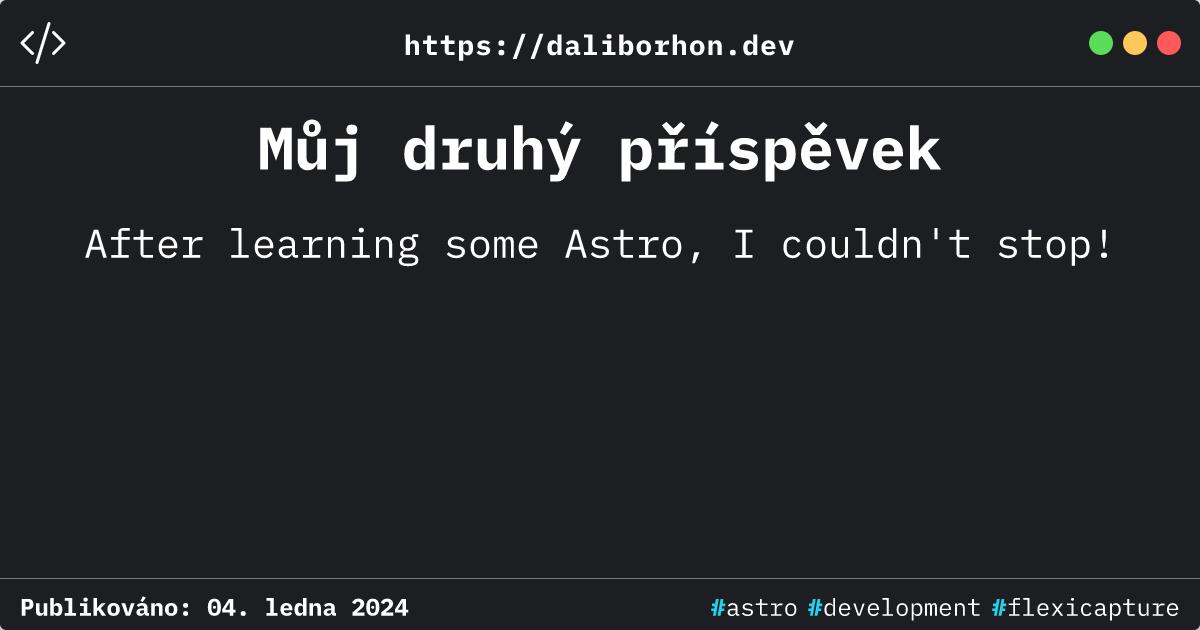 </>
https://daliborhon.dev
Můj druhý příspěvek
After learning some Astro, I couldn't stop!
Publikováno: 04. ledna 2024
#astro #development #flexicapture